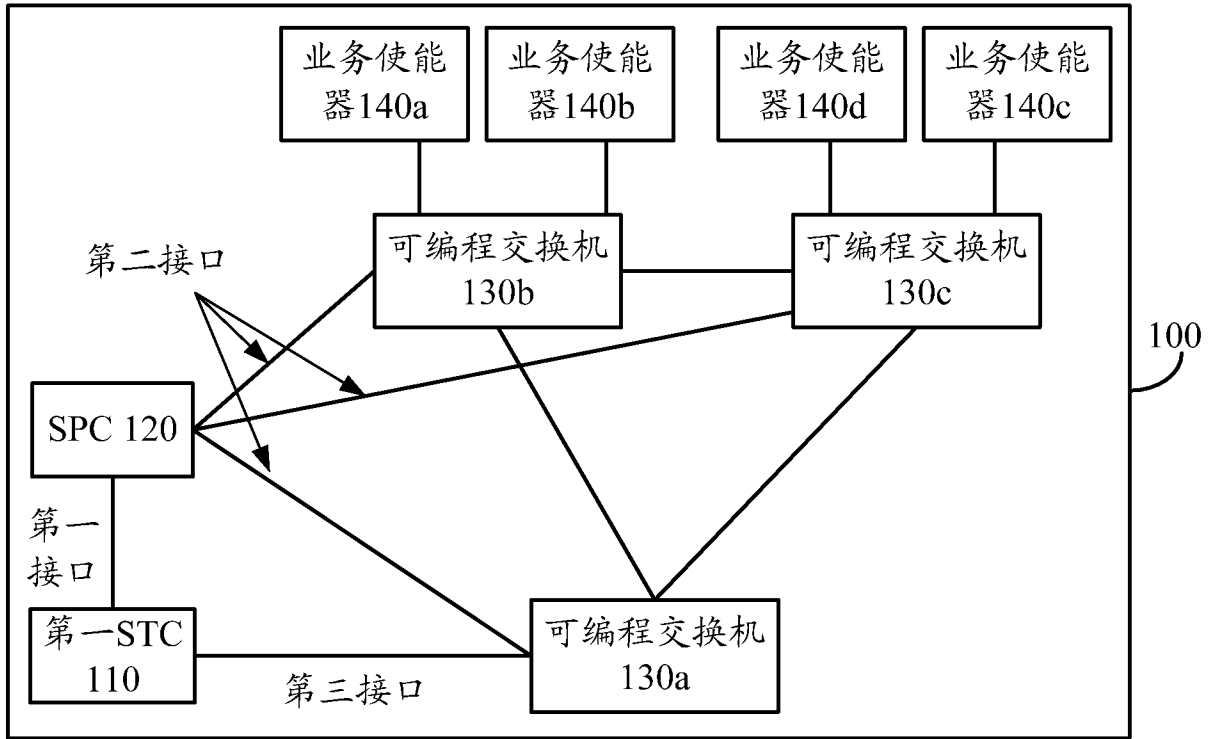 业务使能
器140a
业务使能
器140b
业务使能
器140d
业务使能
器140c
可编程交换机
130b
可编程交换机
130c
第二接口
100
SPC 120
第一
接口
第一STC
110
第三接口
可编程交换机
130a